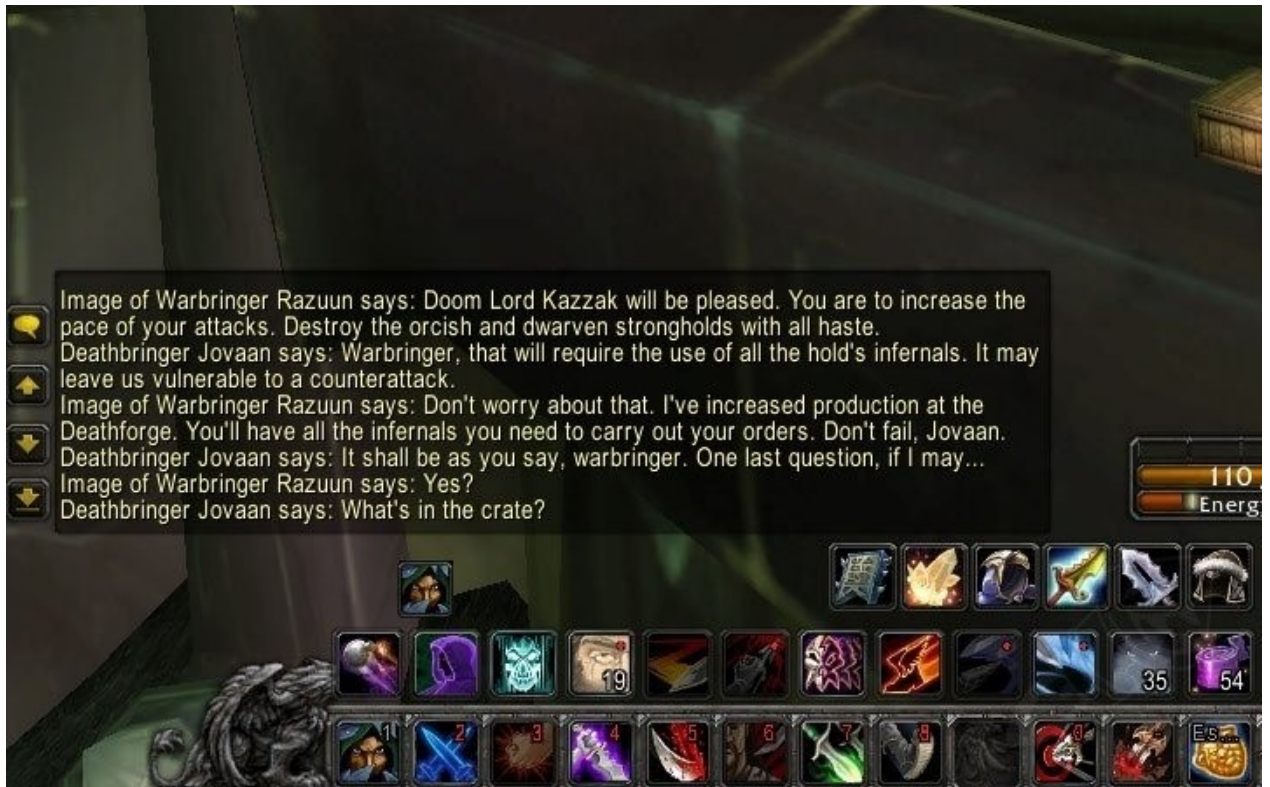 Image of Warbringer Razuun says: Doom Lord Kazzak will be pleased. You are to increase the
pace of your attacks. Destroy the orcish and dwarven strongholds with all haste.
Deathbringer Jovaan says: Warbringer, that will require the use of all the hold's infernals. It may
leave us vulnerable to a counterattack.
Image of Warbringer Razuun says: Don't worry about that. I've increased production at the
Deathforge. You'll have all the infernals you need to carry out your orders. Don't fail, Jovaan.
Deathbringer Jovaan says: It shall be as you say, warbringer. One last question, if I may...
Image of Warbringer Razuun says: Yes?
Deathbringer Jovaan says: What's in the crate?
110
Energy
19 35 54
1 2 3 4 5 6 7 8 9 Es...